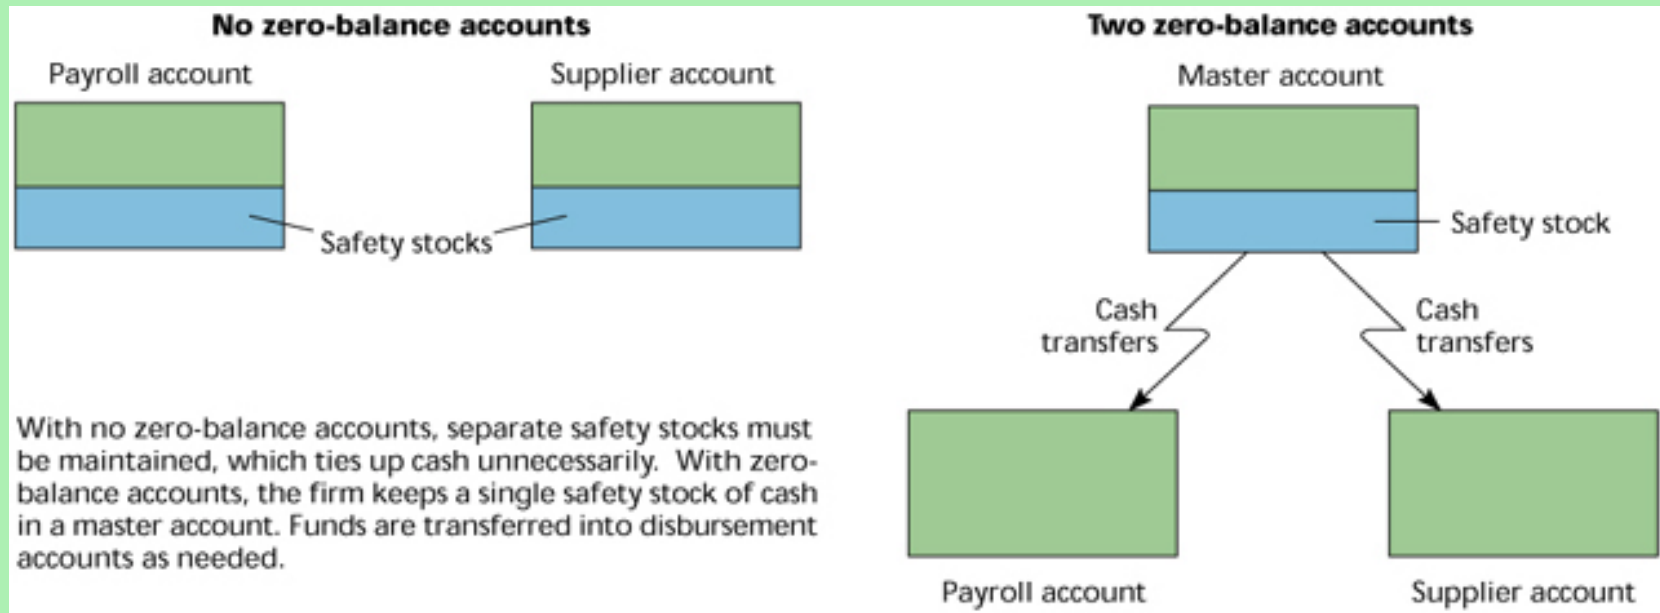 No zero-balance accounts
Payroll account
Supplier account
Safety stocks
With no zero-balance accounts, separate safety stocks must
be maintained, which ties up cash unnecessarily. With zero-
balance accounts, the firm keeps a single safety stock of cash
in a master account. Funds are transferred into disbursement
accounts as needed.
Two zero-balance accounts
Master account
Safety stock
Cash
transfers
Cash
transfers
Payroll account
Supplier account